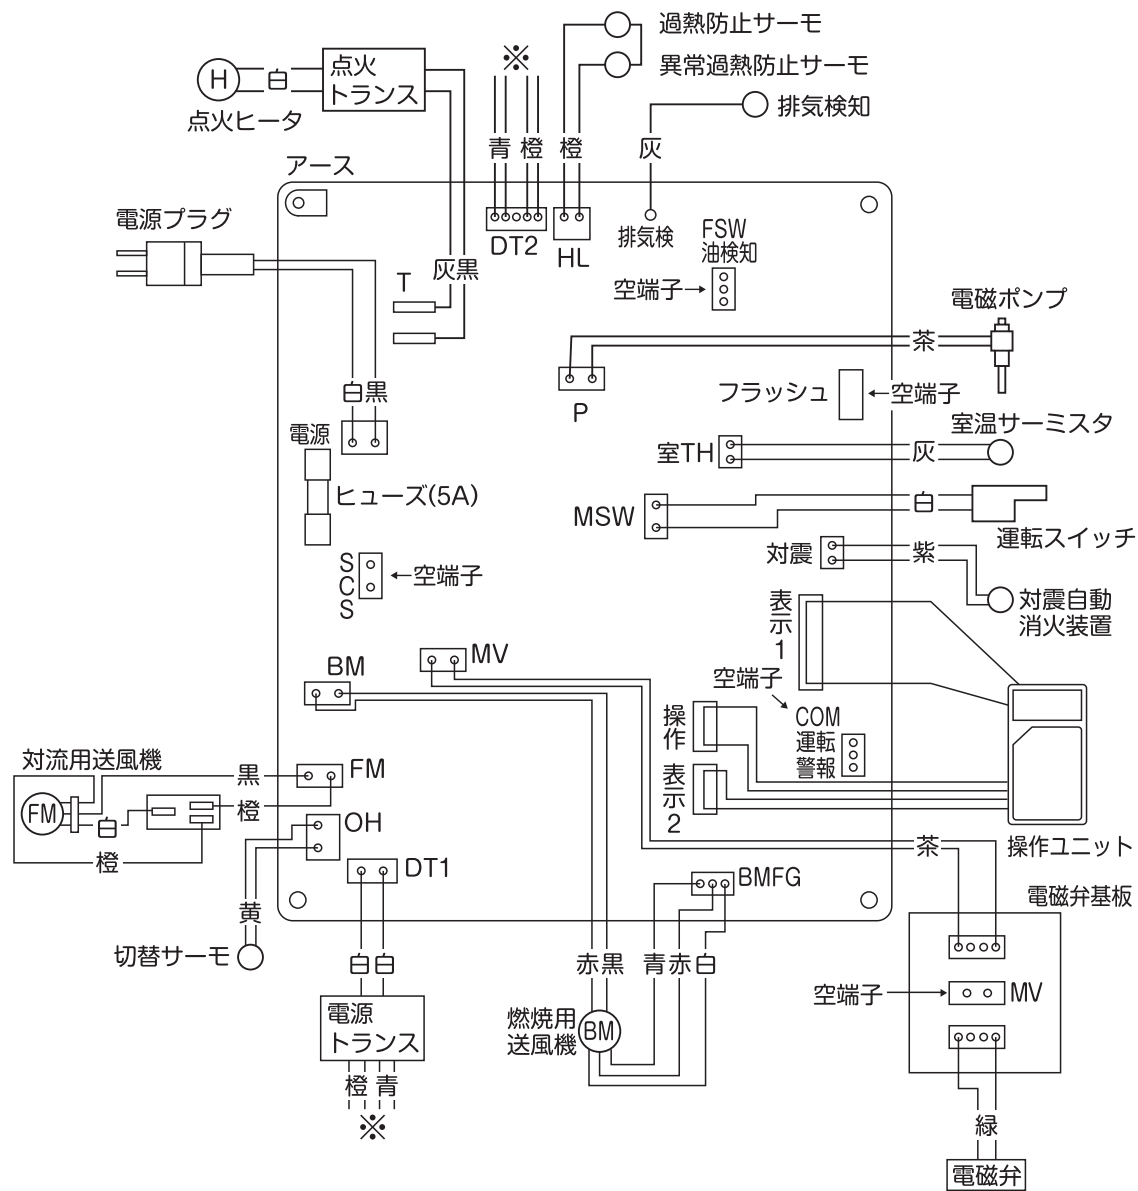 過熱防止サーモ
※
異常過熱防止サーモ
点火
トランス
H
白
点火ヒータ
排気検知
青
橙
橙
灰
アース
電源プラグ
DT2
HL
排気検
FSW
油検知
灰黒
T
空端子
電磁ポンプ
茶
白黒
P
フラッシュ
空端子
電源
室温サーミスタ
室TH
灰
ヒューズ(5A)
MSW
白
運転スイッチ
対震
紫
S
C
S
空端子
対震自動
消火装置
表
示
1
BM
MV
空端子
COM
運転
警報
操
作
表
示
2
対流用送風機
黒
FM
FM
橙
白
橙
OH
茶
操作ユニット
DT1
BMFG
電磁弁基板
黄
切替サーモ
白白
赤黒
青赤白
空端子
MV
電源
トランス
燃焼用
送風機
BM
橙
青
※
緑
電磁弁